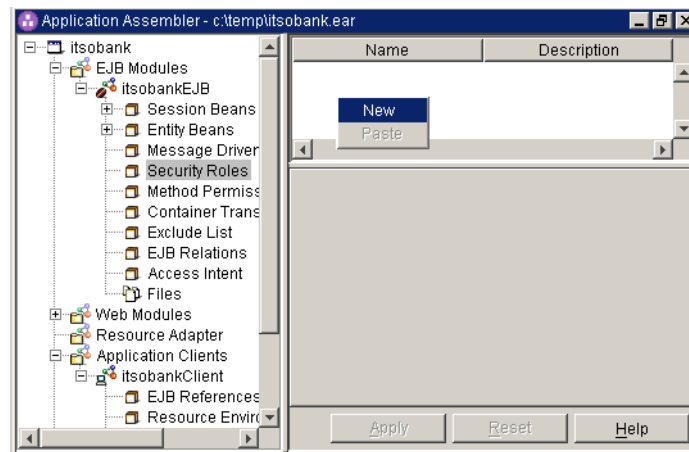 Application Assembler - c:\temp\itsobank.ear
itsobank
EJB Modules
itsobankEJB
Session Beans
Entity Beans
Message Driver
Security Roles
Method Permiss
Container Trans
Exclude List
EJB Relations
Access Intent
Files
Web Modules
Resource Adapter
Application Clients
itsobankClient
EJB References
Resource Enviro
Name Description
New
Paste
Apply Reset Help